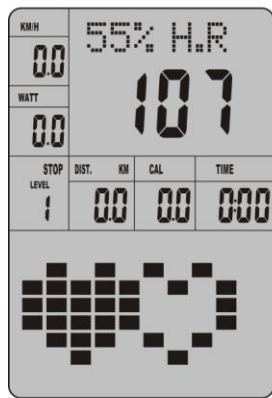 KM/H
0.0
55% H.R
107
WATT
0.0
STOP
LEVEL
1
DIST. KM
0.0
CAL
0.0
TIME
0:00